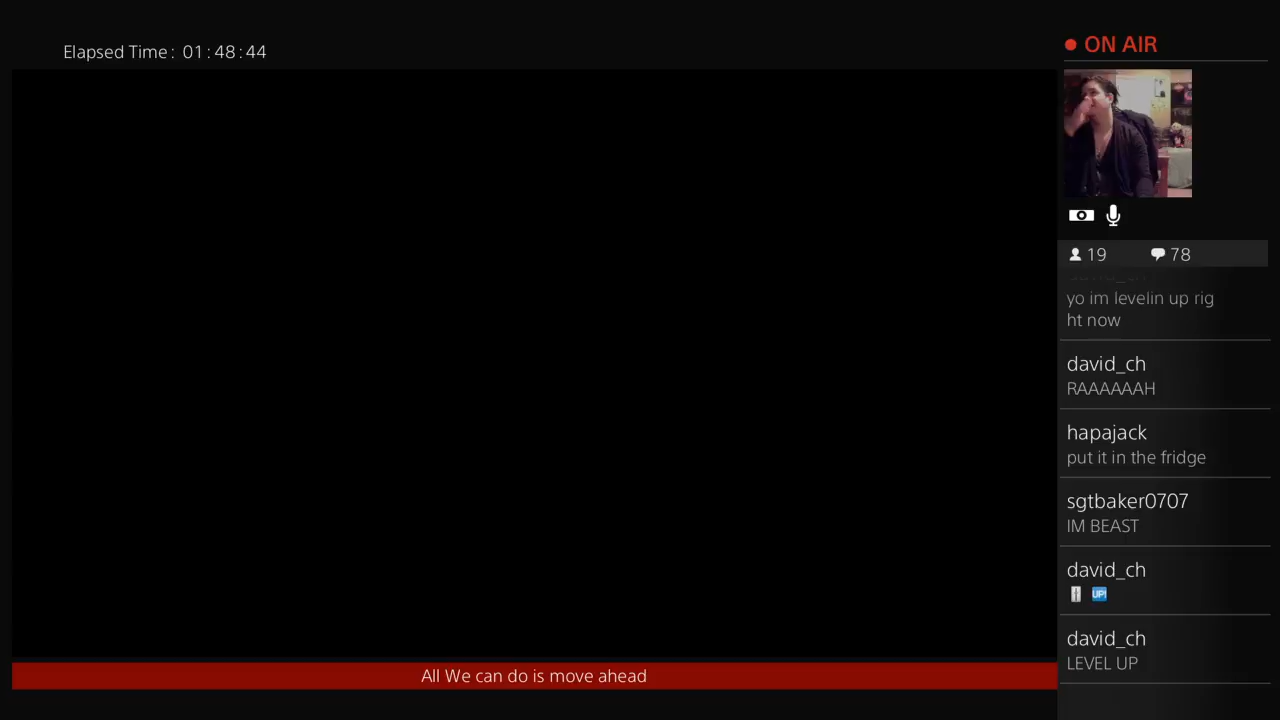 Elapsed Time: 01:48:44
ON AIR
19 78
yo im levelin up rig
ht now
david_ch
RAAAAAAH
hapajack
put it in the fridge
sgtbaker0707
IM BEAST
david_ch
UP!
david_ch
LEVEL UP
All We can do is move ahead